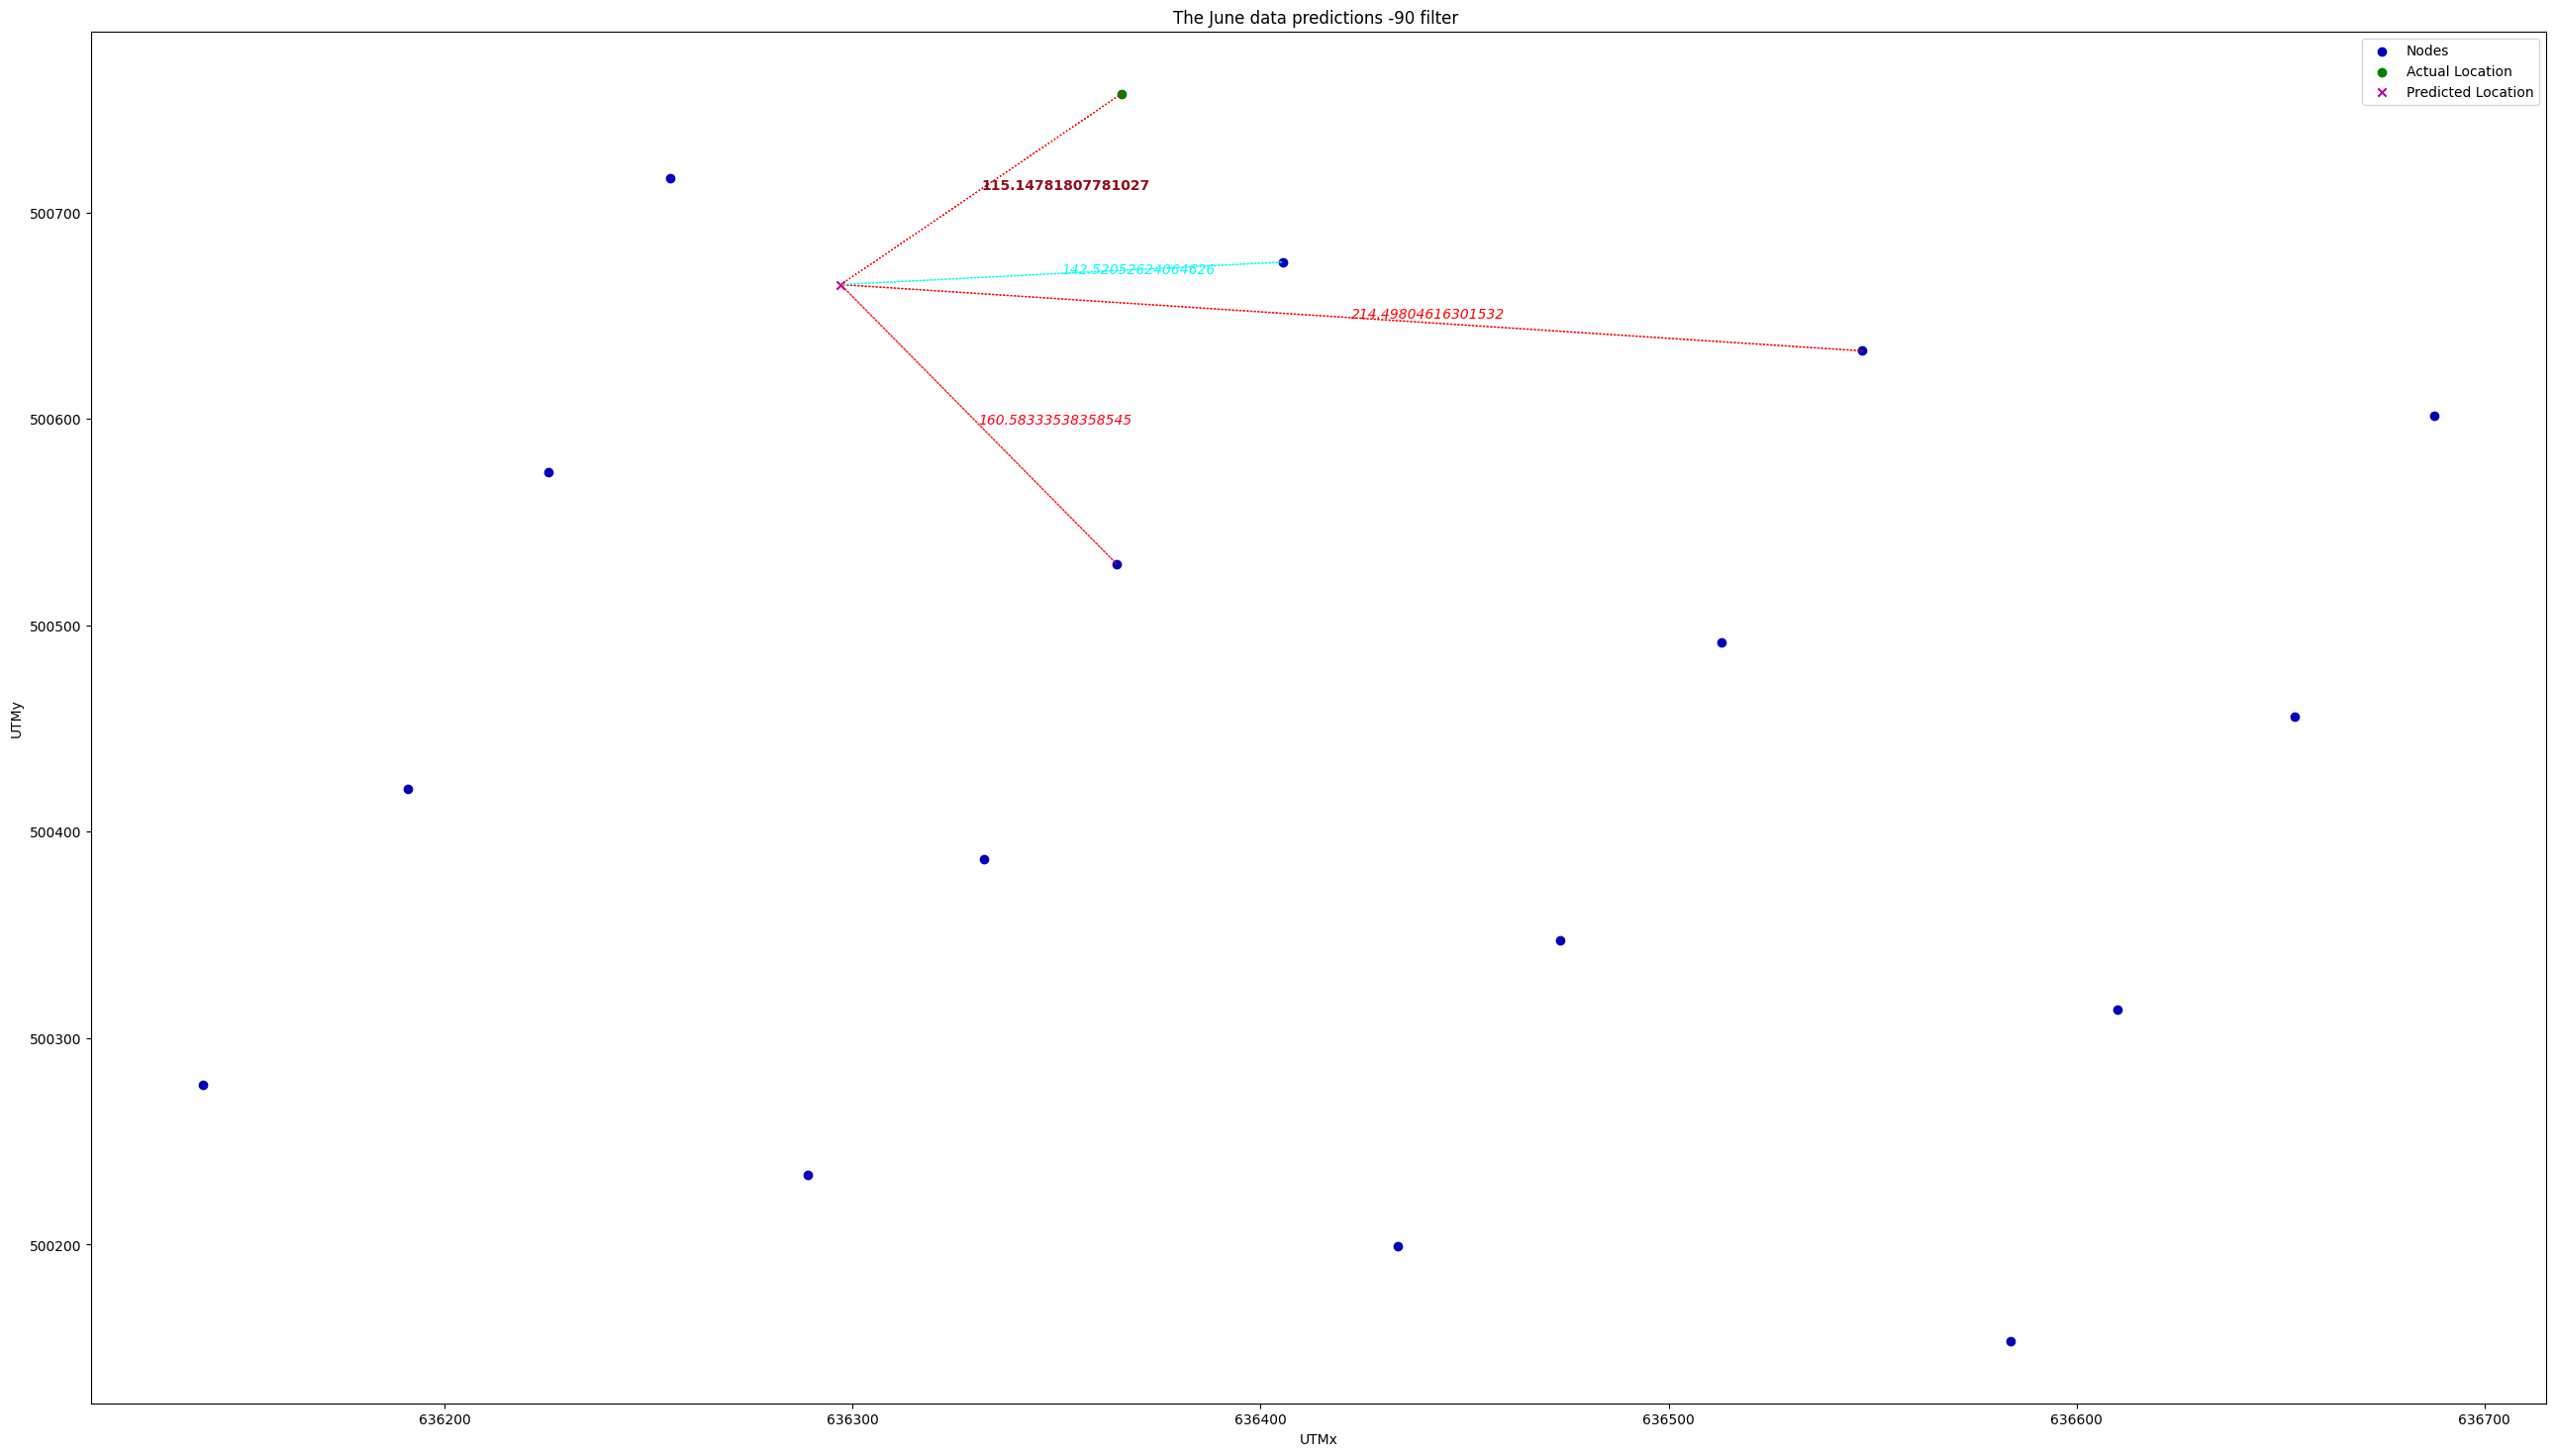 The June data predictions -90 filter
Nodes
Actual Location
Predicted Location
115.14781807781027
142.52052624064626
214.49804616301532
160.58333538358545
500700
500600
500500
500400
500300
500200
UTMy
636200
636300
636400
636500
636600
636700
UTMx